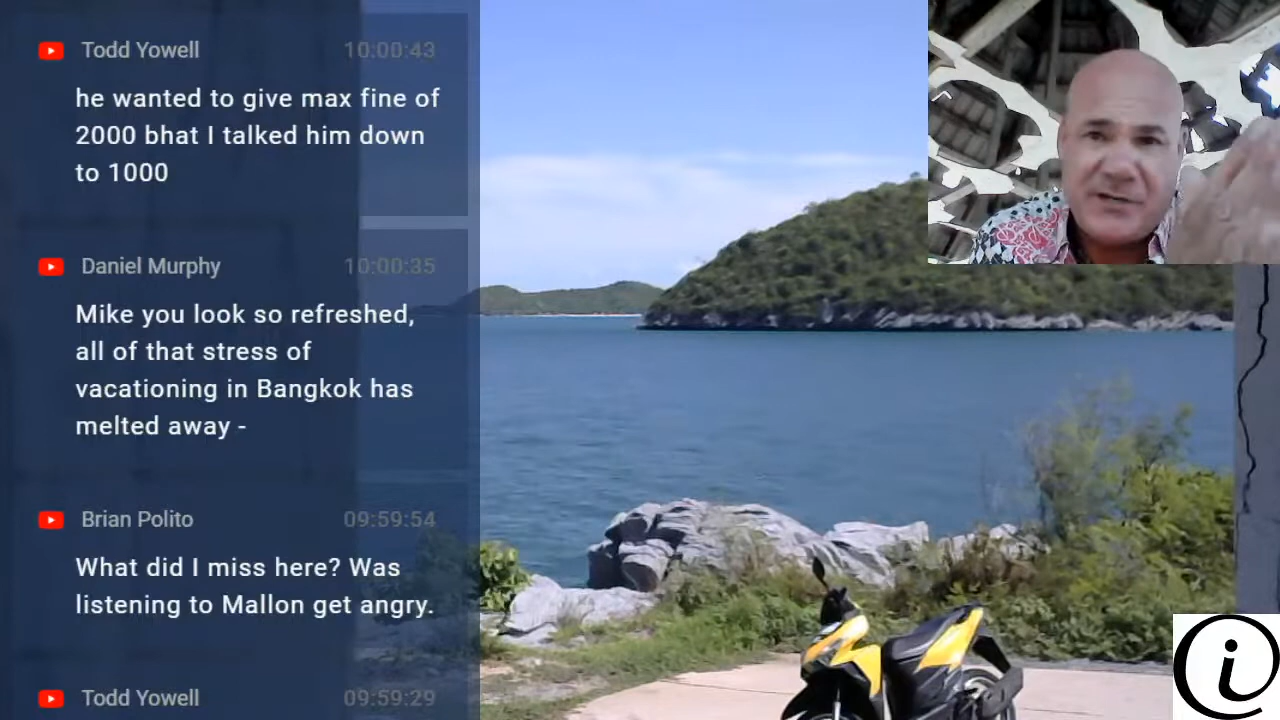 Todd Yowell 10:00:43
he wanted to give max fine of
2000 bhat I talked him down
to 1000
Daniel Murphy 10:00:35
Mike you look so refreshed,
all of that stress of
vacationing in Bangkok has
melted away -
Brian Polito 09:59:54
What did I miss here? Was
listening to Mallon get angry.
Todd Yowell 09:59:29
i